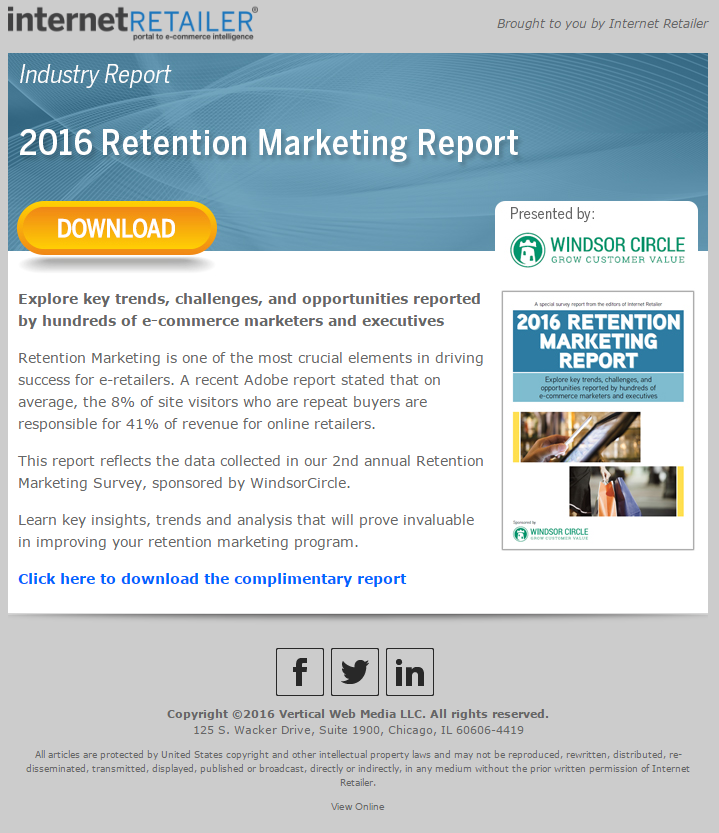 internetRETAILER®
portal to e-commerce intelligence
Brought to you by Internet Retailer
Industry Report
2016 Retention Marketing Report
DOWNLOAD
Presented by:
WINDSOR CIRCLE
GROW CUSTOMER VALUE
Explore key trends, challenges, and opportunities reported
by hundreds of e-commerce marketers and executives
Retention Marketing is one of the most crucial elements in driving
success for e-retailers. A recent Adobe report stated that on
average, the 8% of site visitors who are repeat buyers are
responsible for 41% of revenue for online retailers.
This report reflects the data collected in our 2nd annual Retention
Marketing Survey, sponsored by WindsorCircle.
Learn key insights, trends and analysis that will prove invaluable
in improving your retention marketing program.
Click here to download the complimentary report
A special survey report from the editors of Internet Retailer
2016 RETENTION
MARKETING
REPORT
Explore key trends, challenges, and
opportunities reported by hundreds of
e-commerce marketers and executives
Sponsored by
WINDSOR CIRCLE
GROW CUSTOMER VALUE
Copyright ©2016 Vertical Web Media LLC. All rights reserved.
125 S. Wacker Drive, Suite 1900, Chicago, IL 60606-4419
All articles are protected by United States copyright and other intellectual property laws and may not be reproduced, rewritten, distributed, re-
disseminated, transmitted, displayed, published or broadcast, directly or indirectly, in any medium without the prior written permission of Internet
Retailer.
View Online